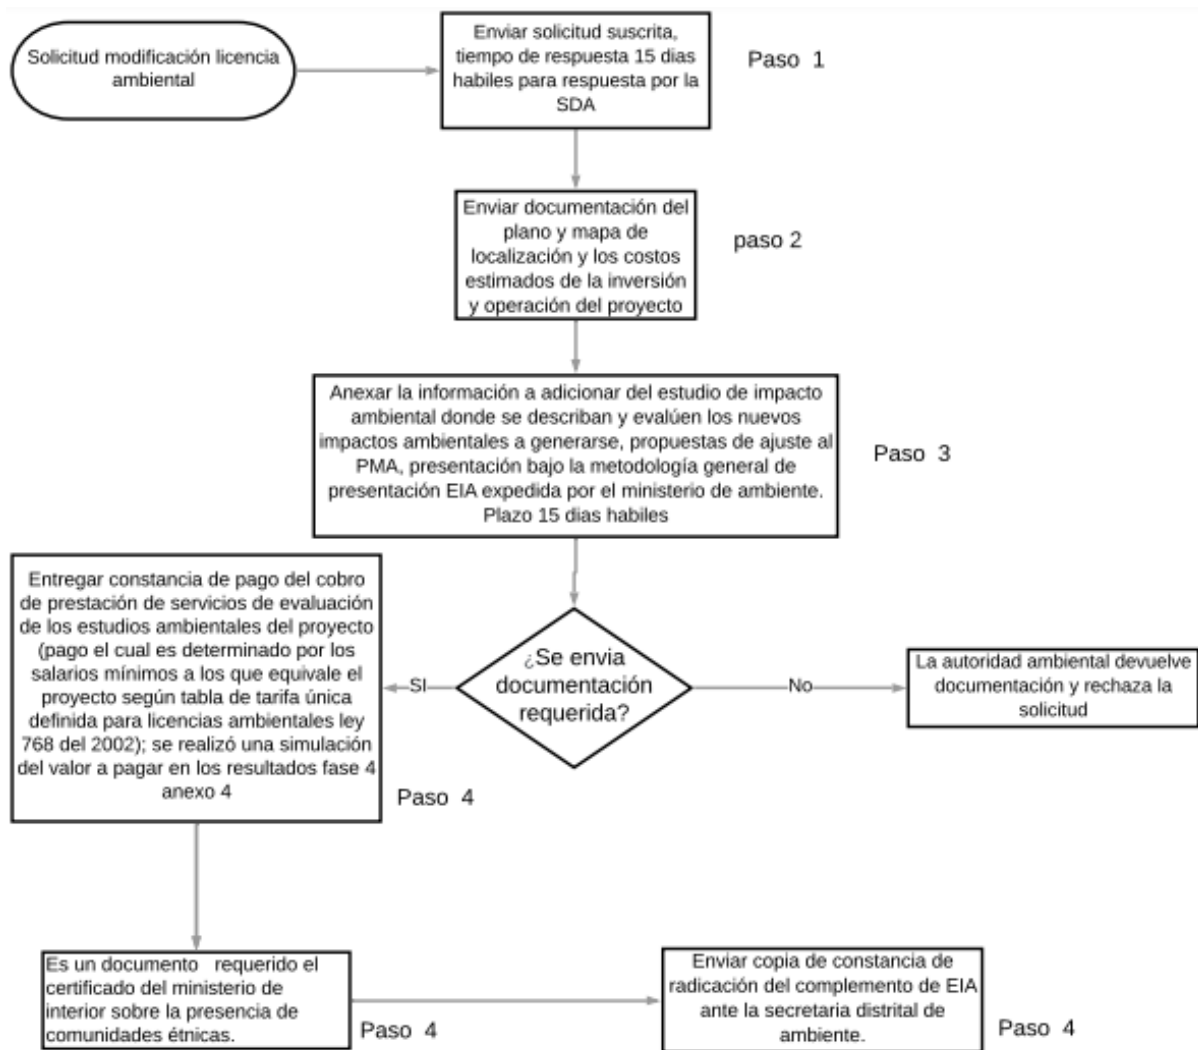 Solicitud modificación licencia
ambiental
Enviar solicitud suscrita,
tiempo de respuesta 15 dias
habiles para respuesta por la
SDA
Paso 1
Enviar documentación del
plano y mapa de
localización y los costos
estimados de la inversión
y operación del proyecto
paso 2
Anexar la información a adicionar del estudio de impacto
ambiental donde se describan y evalúen los nuevos
impactos ambientales a generarse, propuestas de ajuste al
PMA, presentación bajo la metodología general de
presentación EIA expedida por el ministerio de ambiente.
Plazo 15 dias habiles
Paso 3
¿Se envia
documentación
requerida?
SI
No
La autoridad ambiental devuelve
documentación y rechaza la
solicitud
Entregar constancia de pago del cobro
de prestación de servicios de evaluación
de los estudios ambientales del proyecto
(pago el cual es determinado por los
salarios mínimos a los que equivale el
proyecto según tabla de tarifa única
definida para licencias ambientales ley
768 del 2002); se realizó una simulación
del valor a pagar en los resultados fase 4
anexo 4
Paso 4
Es un documento requerido el
certificado del ministerio de
interior sobre la presencia de
comunidades étnicas.
Paso 4
Enviar copia de constancia de
radicación del complemento de EIA
ante la secretaria distrital de
ambiente.
Paso 4